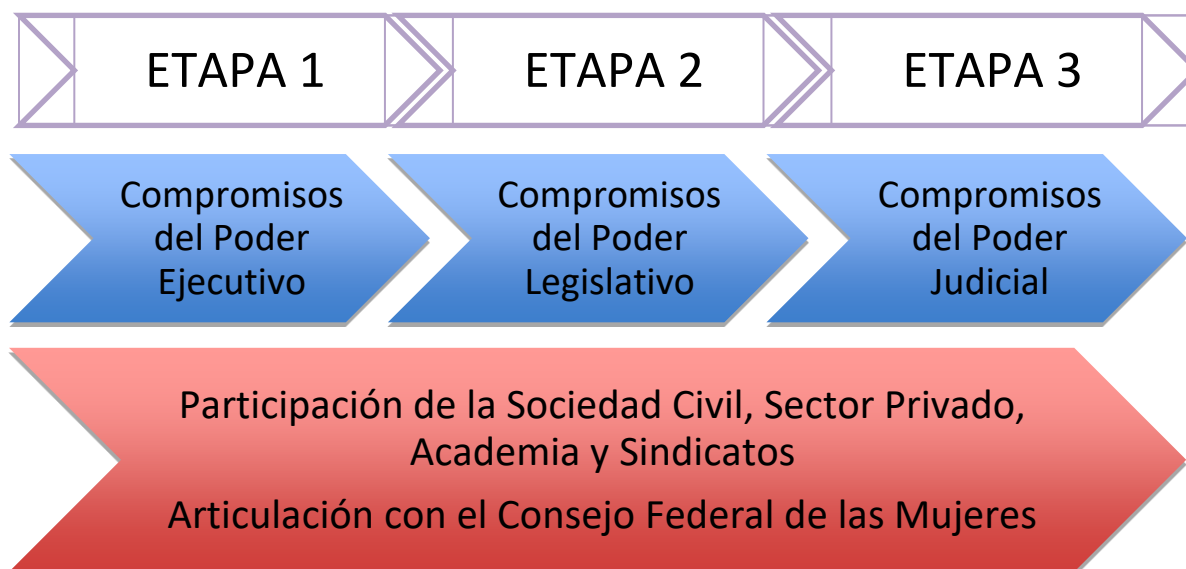 ETAPA 1
ETAPA 2
ETAPA 3
Compromisos
del Poder
Ejecutivo
Compromisos
del Poder
Legislativo
Compromisos
del Poder
Judicial
Participación de la Sociedad Civil, Sector Privado,
Academia y Sindicatos
Articulación con el Consejo Federal de las Mujeres